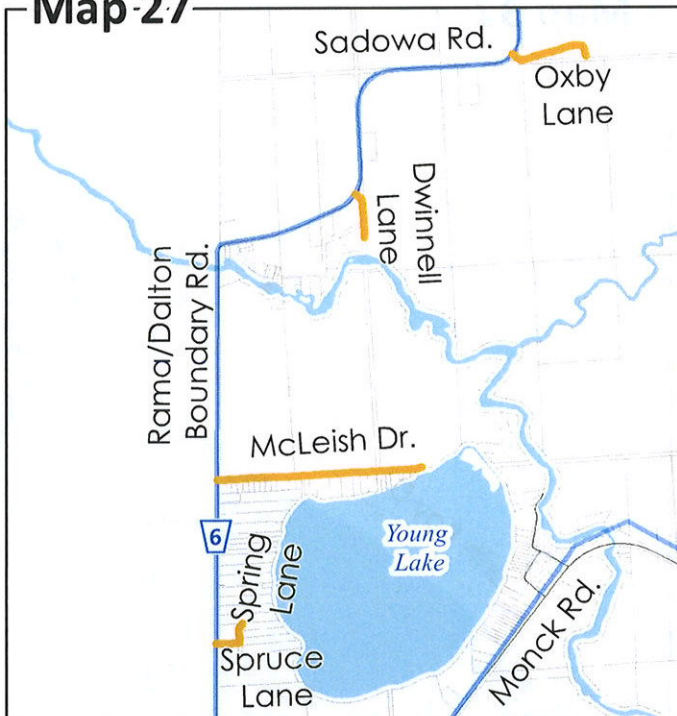 Map 27
Sadowa Rd.
Oxby
Lane
Dwinnell
Lane
Rama/Dalton
Boundary Rd.
McLeish Dr.
6
Young
Lake
Spring
Lane
Spruce
Lane
Monck Rd.